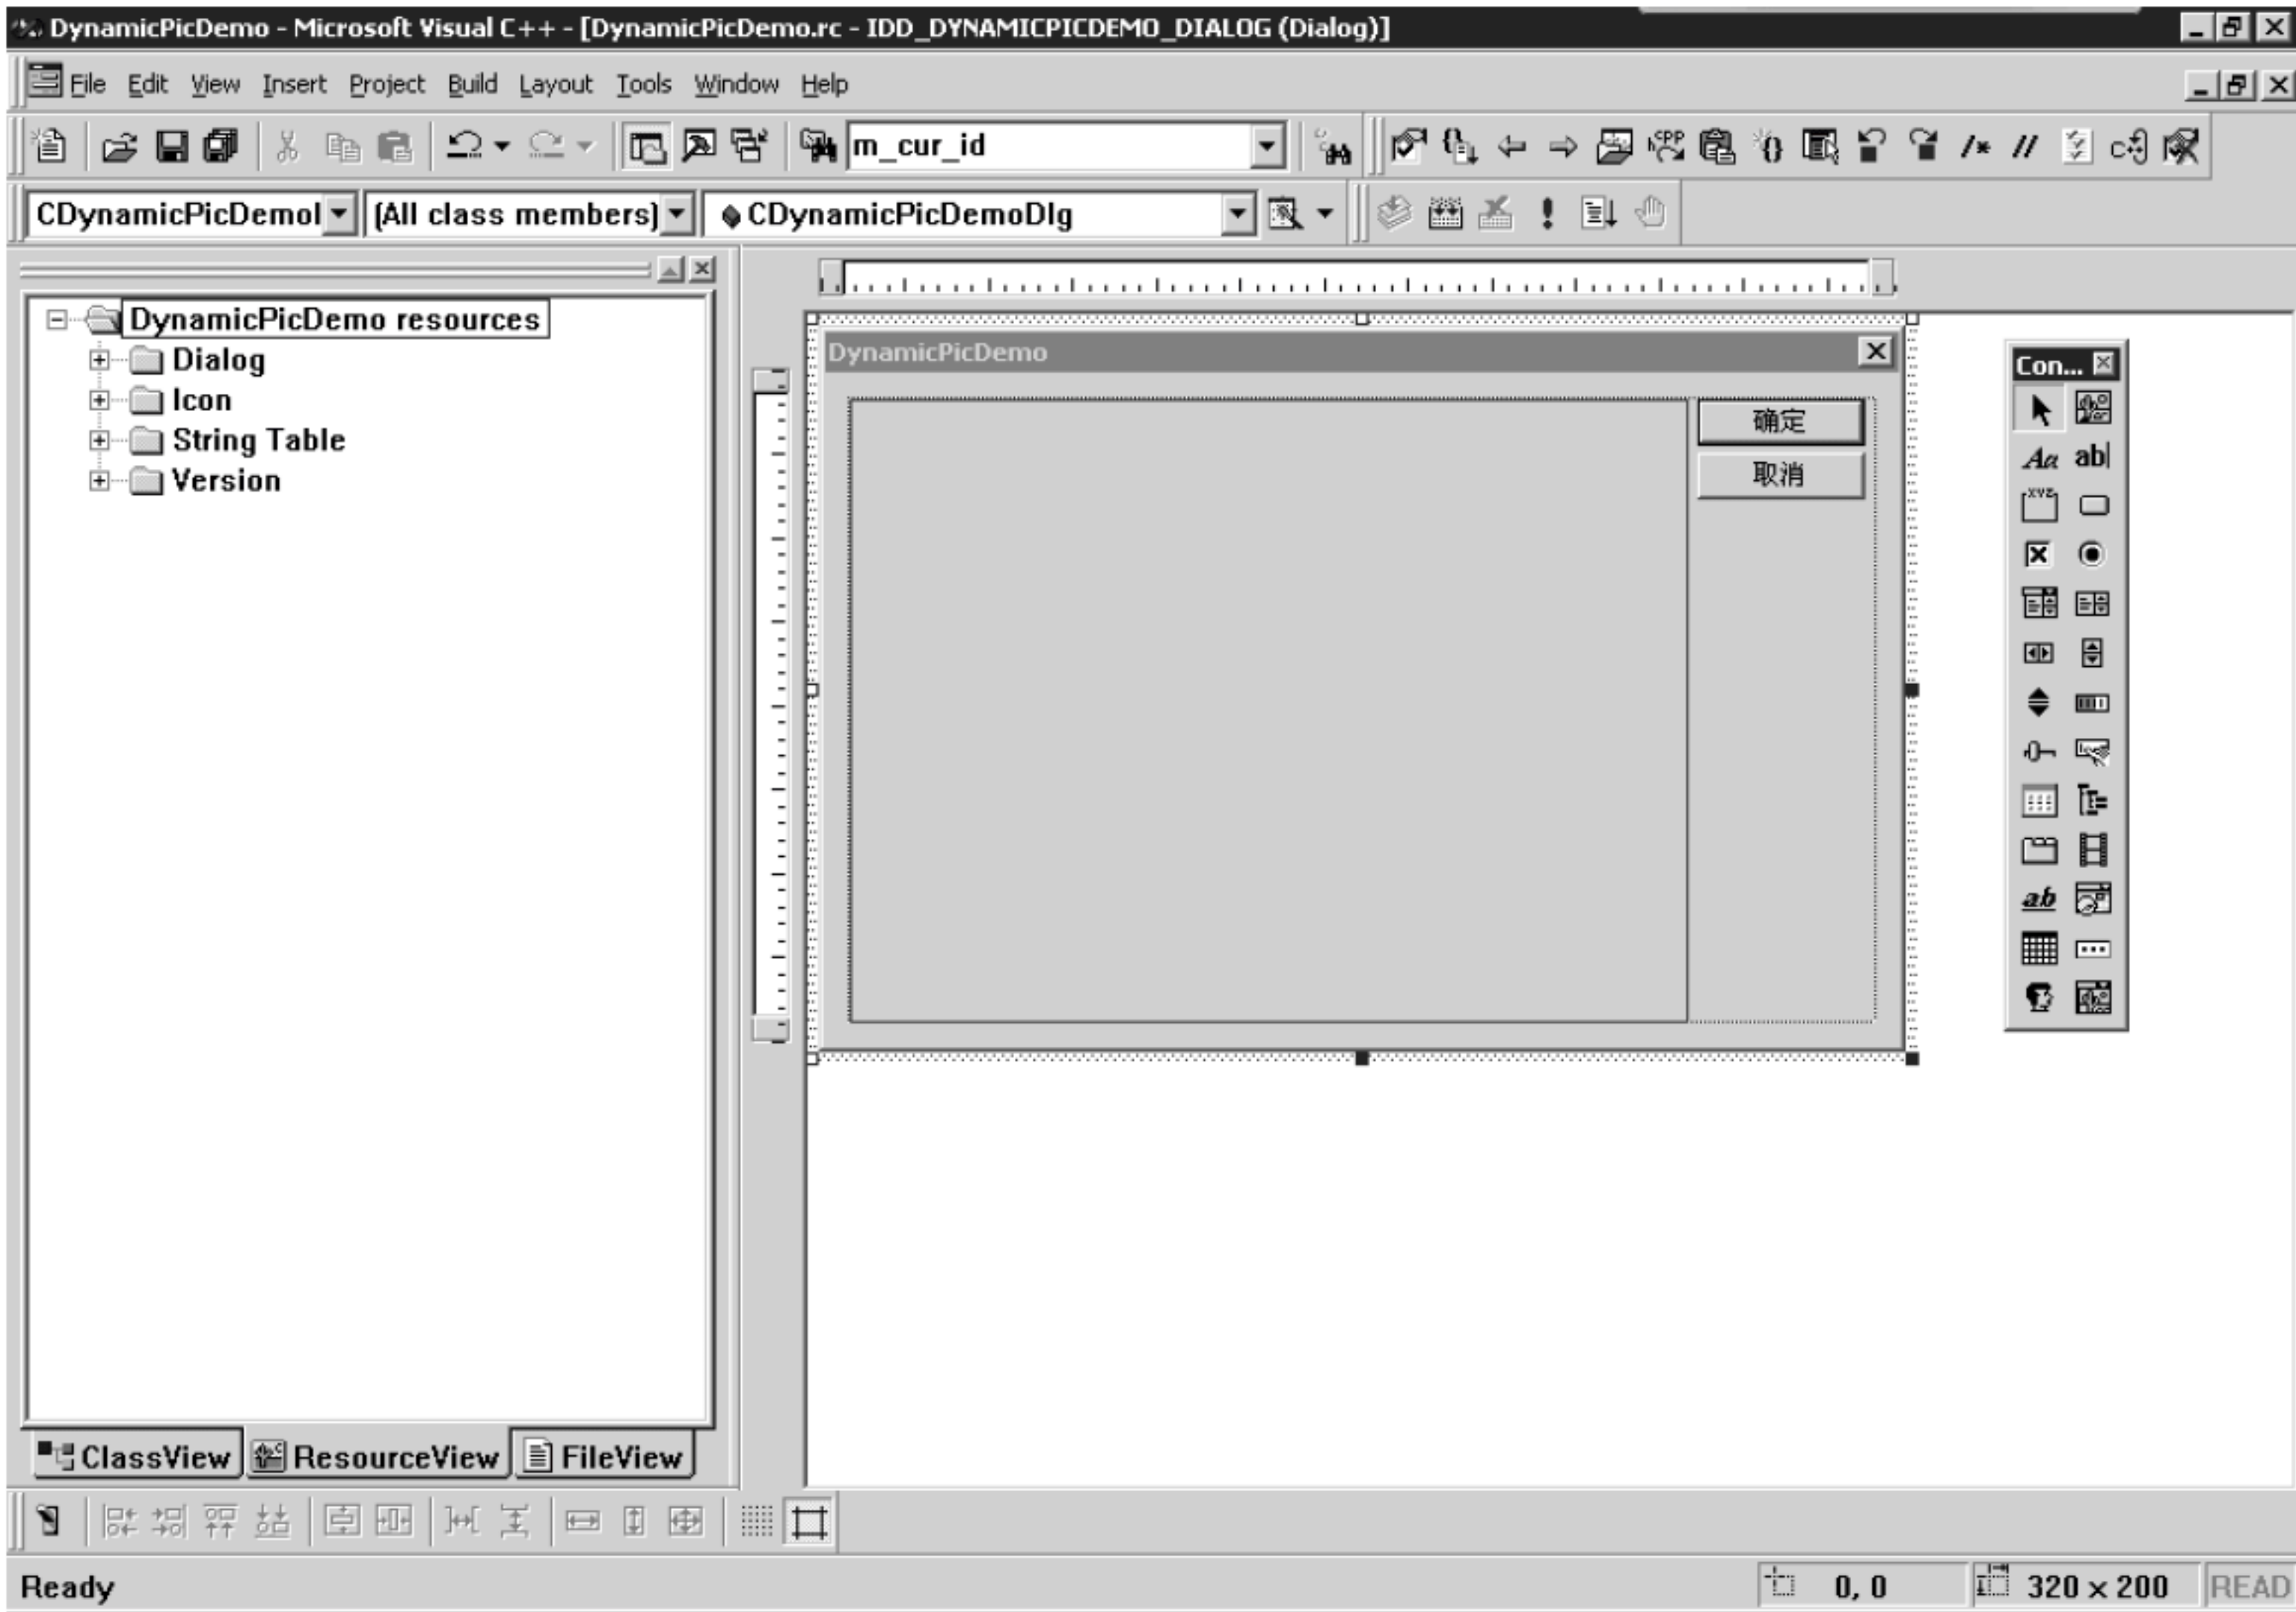 DynamicPicDemo - Microsoft Visual C++ - [DynamicPicDemo.rc - IDD_DYNAMICPICDEMO_DIALOG (Dialog)]
File Edit View Insert Project Build Layout Tools Window Help
m_cur_id
CDynamicPicDemoI (All class members) CDynamicPicDemoDlg
DynamicPicDemo resources
Dialog
Icon
String Table
Version
DynamicPicDemo
确定
取消
Con...
Aa ab|
xyz
ab
ClassView ResourceView FileView
Ready 0, 0 320 x 200 READ